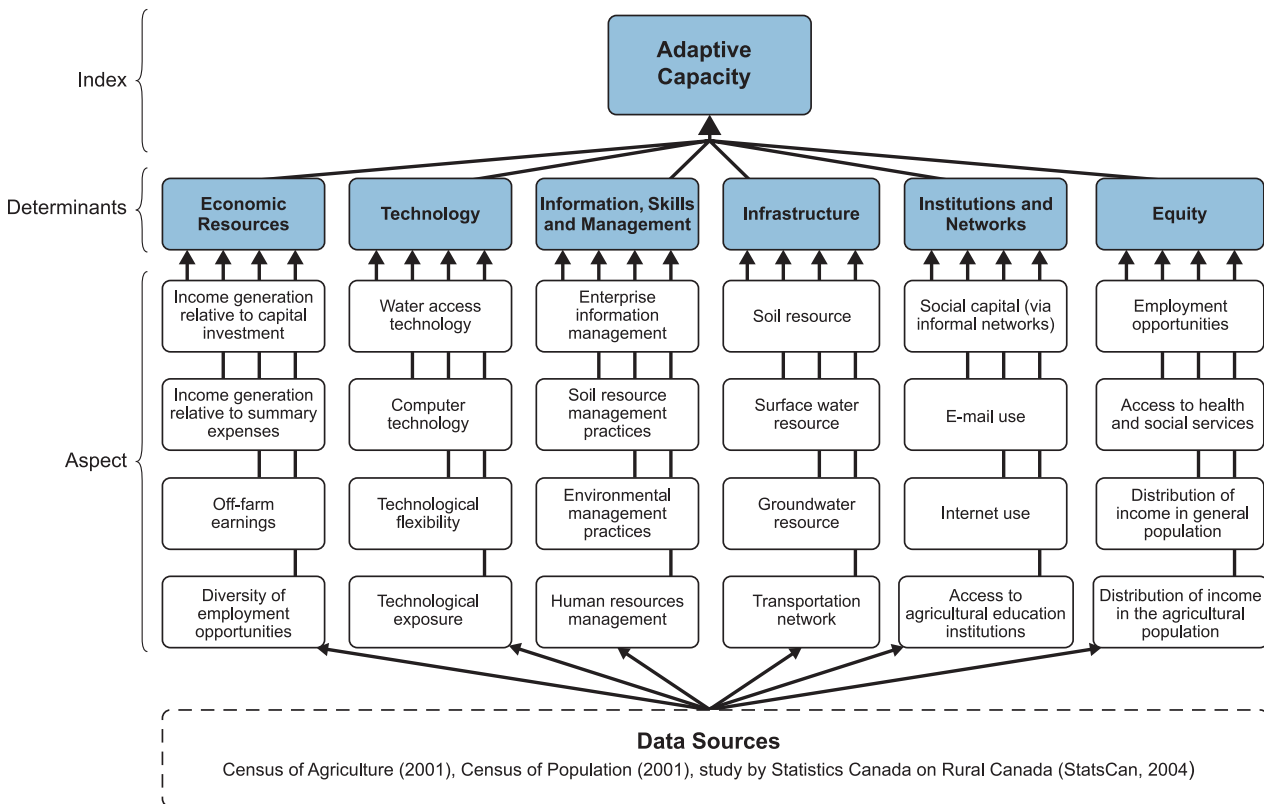 Index
Adaptive
Capacity
Determinants
Economic
Resources
Technology
Information, Skills
and Management
Infrastructure
Institutions and
Networks
Equity
Aspect
Income generation
relative to capital
investment
Water access
technology
Enterprise
information
management
Soil resource
Social capital (via
informal networks)
Employment
opportunities
Income generation
relative to summary
expenses
Computer
technology
Soil resource
management
practices
Surface water
resource
E-mail use
Access to health
and social services
Off-farm
earnings
Technological
flexibility
Environmental
management
practices
Groundwater
resource
Internet use
Distribution of
income in general
population
Diversity of
employment
opportunities
Technological
exposure
Human resources
management
Transportation
network
Access to
agricultural education
institutions
Distribution of income
in the agricultural
population
Data Sources
Census of Agriculture (2001), Census of Population (2001), study by Statistics Canada on Rural Canada (StatsCan, 2004)